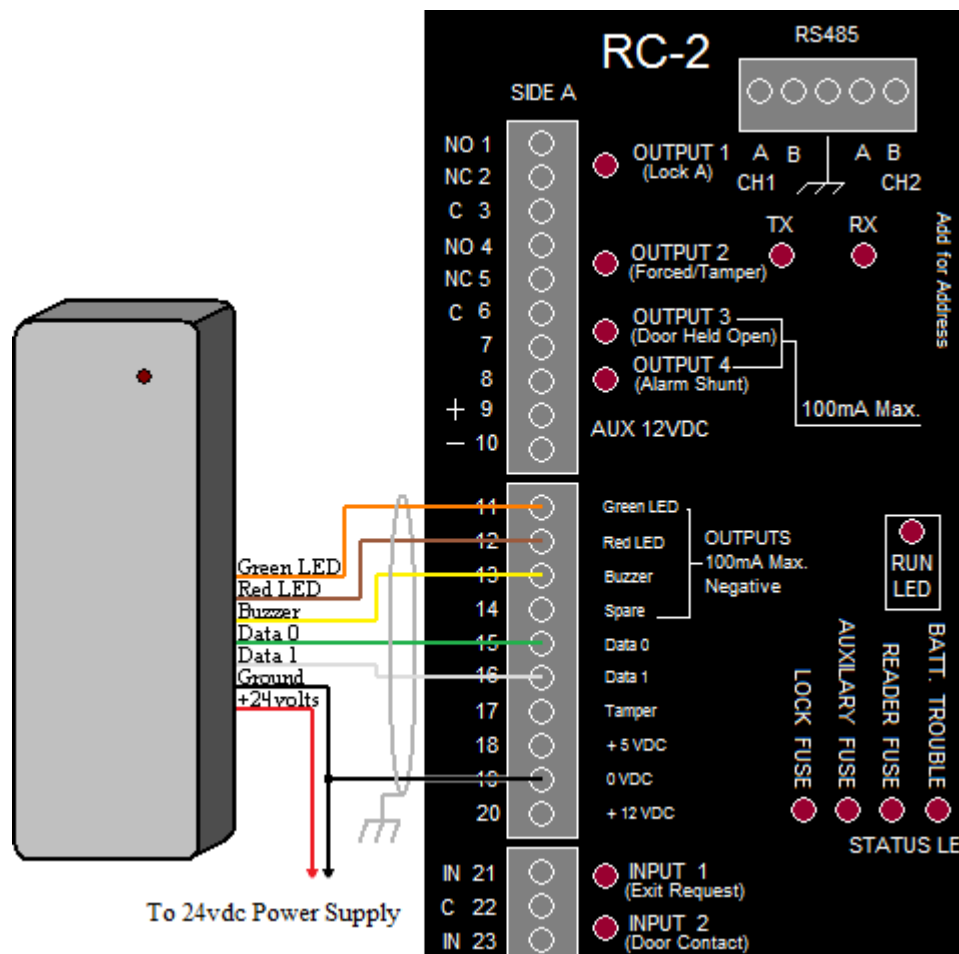 RC-2
RS485
SIDE A
A B A B
CH1 CH2
TX RX
Add for Address
NO 1
NC 2
C 3
NO 4
NC 5
C 6
7
8
+ 9
− 10
OUTPUT 1
(Lock A)
OUTPUT 2
(Forced/Tamper)
OUTPUT 3
(Door Held Open)
OUTPUT 4
(Alarm Shunt)
100mA Max.
AUX 12VDC
11 Green LED
12 Red LED
13 Buzzer
14 Spare
15 Data 0
16 Data 1
17 Tamper
18 + 5 VDC
19 0 VDC
20 + 12 VDC
OUTPUTS
100mA Max.
Negative
RUN
LED
LOCK FUSE
AUXILARY FUSE
READER FUSE
BATT. TROUBLE
STATUS LE
Green LED
Red LED
Buzzer
Data 0
Data 1
Ground
+24volts
To 24vdc Power Supply
IN 21
C 22
IN 23
INPUT 1
(Exit Request)
INPUT 2
(Door Contact)